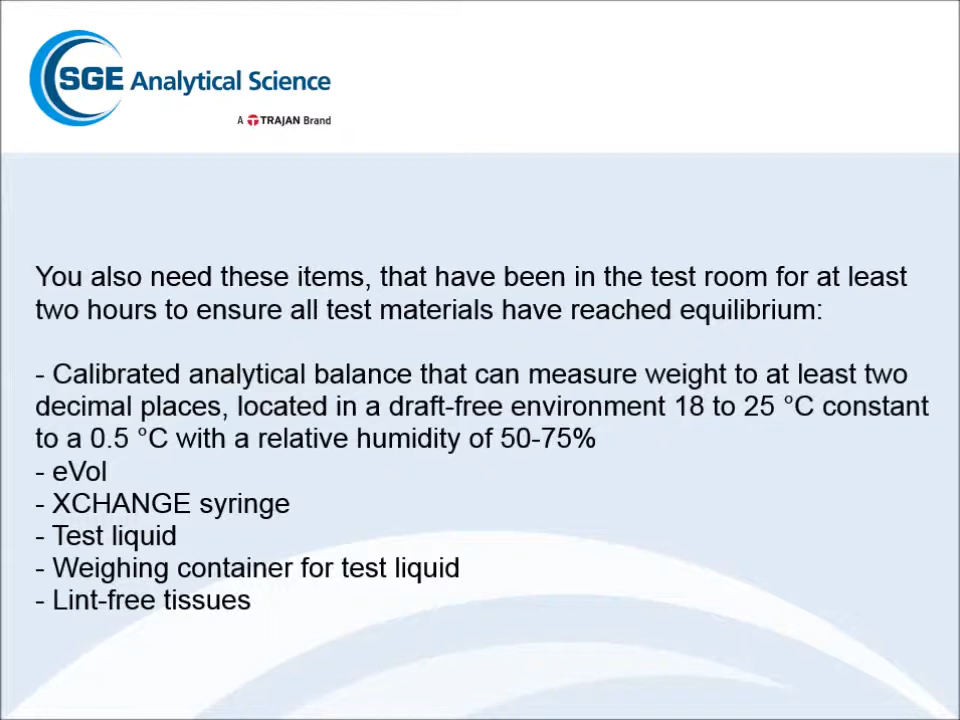 SGE Analytical Science
A TRAJAN Brand
You also need these items, that have been in the test room for at least
two hours to ensure all test materials have reached equilibrium:
- Calibrated analytical balance that can measure weight to at least two
decimal places, located in a draft-free environment 18 to 25 °C constant
to a 0.5 °C with a relative humidity of 50-75%
- eVol
- XCHANGE syringe
- Test liquid
- Weighing container for test liquid
- Lint-free tissues